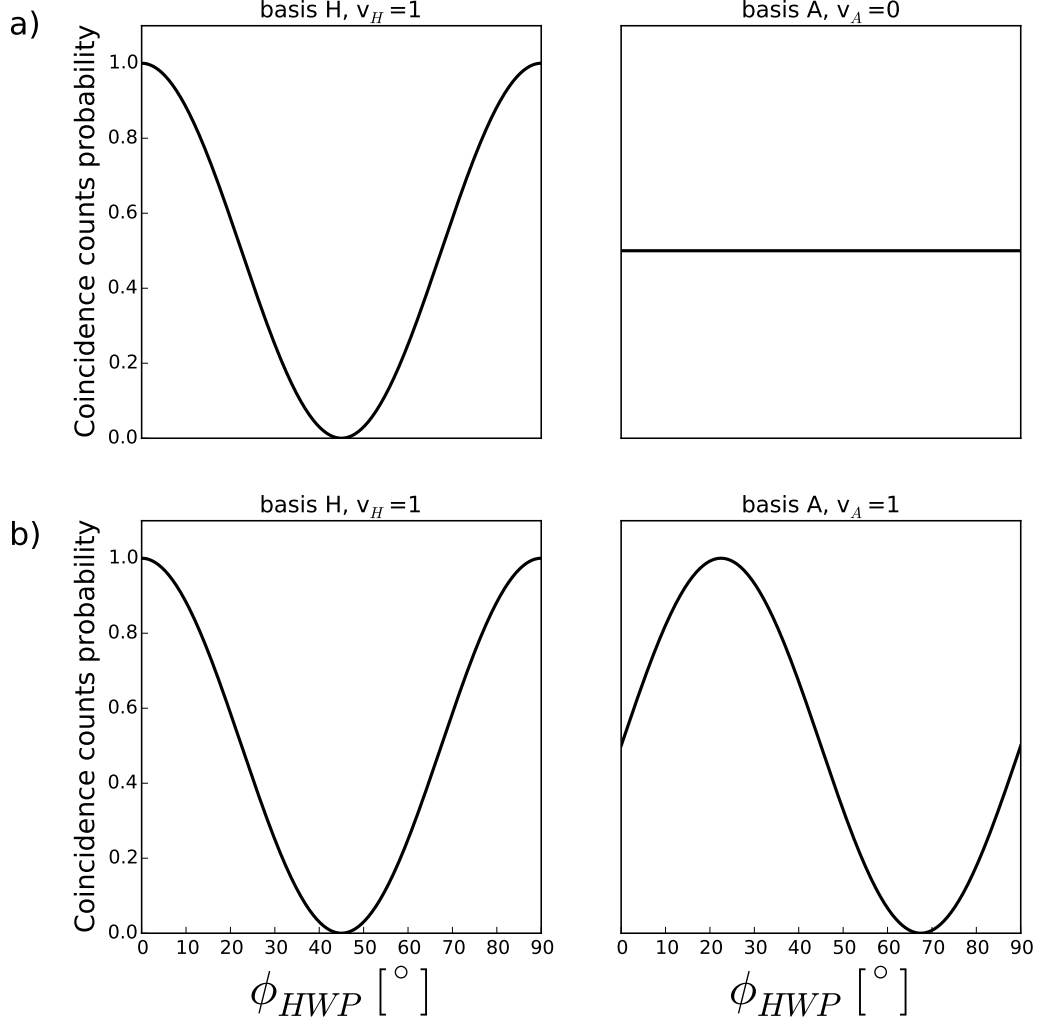 a)
basis H, v_H=1
basis A, v_A=0
Coincidence counts probability
1.0
0.8
0.6
0.4
0.2
0.0
b)
basis H, v_H=1
basis A, v_A=1
Coincidence counts probability
1.0
0.8
0.6
0.4
0.2
0.0
0 10 20 30 40 50 60 70 80 90
0 10 20 30 40 50 60 70 80 90
ϕ_HWP [°]
ϕ_HWP [°]